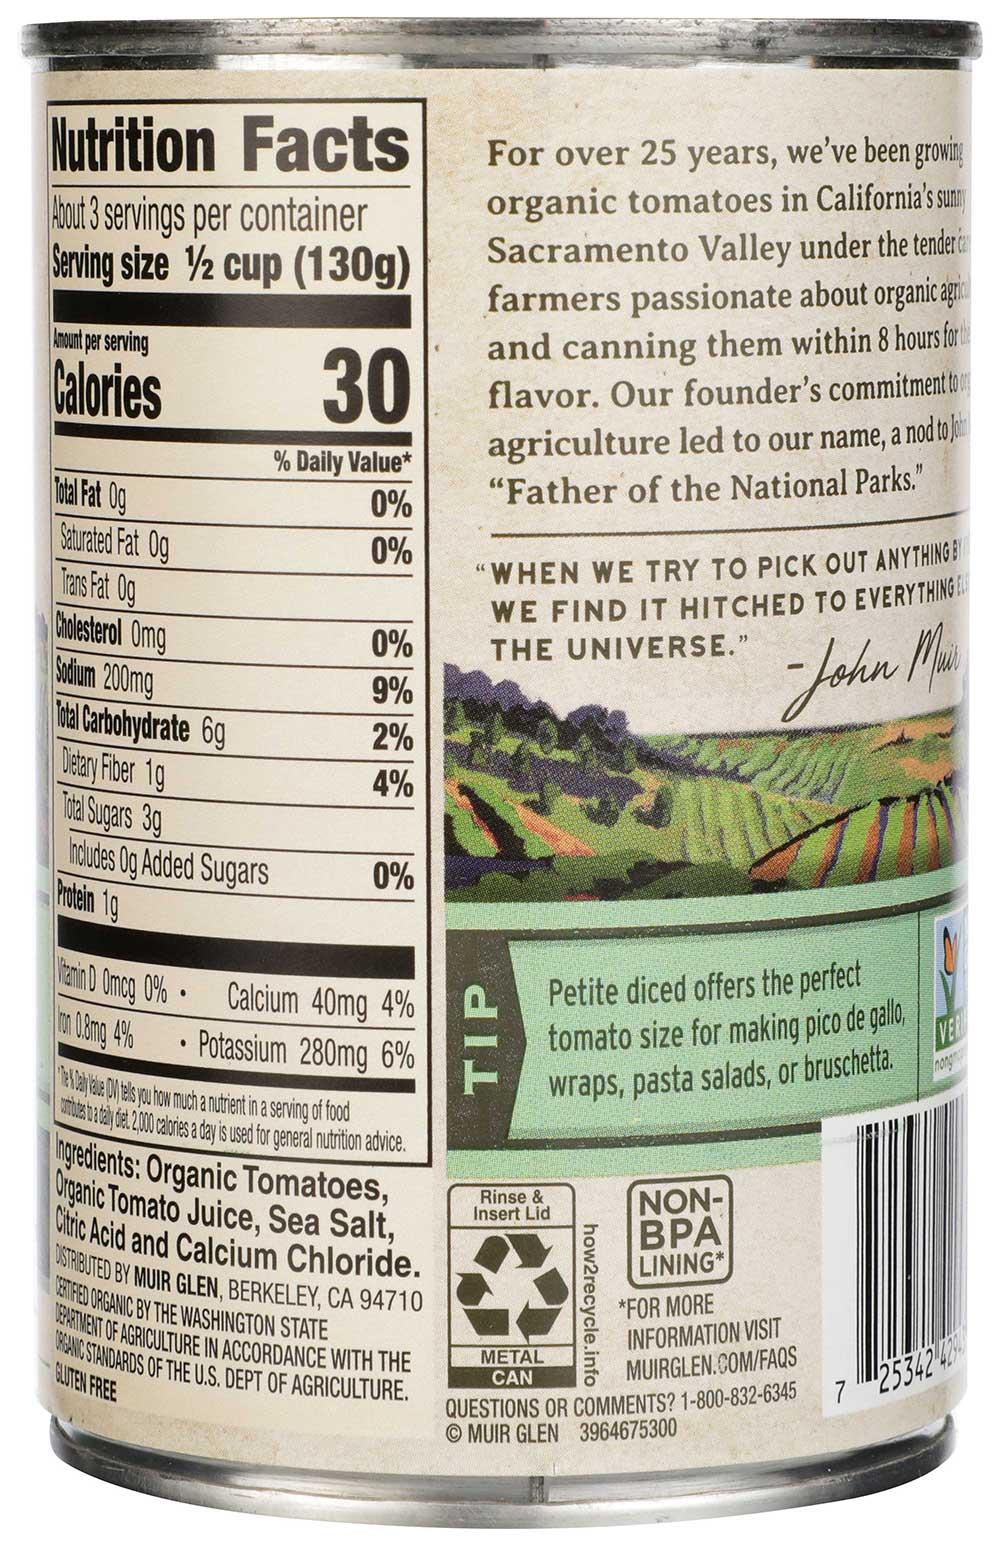 Nutrition Facts
About 3 servings per container
Serving size ½ cup (130g)
Amount per serving
Calories 30
% Daily Value*
Total Fat 0g 0%
Saturated Fat 0g 0%
Trans Fat 0g
Cholesterol 0mg 0%
Sodium 200mg 9%
Total Carbohydrate 6g 2%
Dietary Fiber 1g 4%
Total Sugars 3g
Includes 0g Added Sugars 0%
Protein 1g
Vitamin D 0mcg 0% • Calcium 40mg 4%
Iron 0.8mg 4% • Potassium 280mg 6%
*The % Daily Value (DV) tells you how much a nutrient in a serving of food
contributes to a daily diet. 2,000 calories a day is used for general nutrition advice.
Ingredients: Organic Tomatoes,
Organic Tomato Juice, Sea Salt,
Citric Acid and Calcium Chloride.
DISTRIBUTED BY MUIR GLEN, BERKELEY, CA 94710
CERTIFIED ORGANIC BY THE WASHINGTON STATE
DEPARTMENT OF AGRICULTURE IN ACCORDANCE WITH THE
ORGANIC STANDARDS OF THE U.S. DEPT OF AGRICULTURE.
GLUTEN FREE
For over 25 years, we've been growing
organic tomatoes in California's sunny
Sacramento Valley under the tender
farmers passionate about organic
and canning them within 8 hours for
flavor. Our founder's commitment to
agriculture led to our name, a nod to John
"Father of the National Parks."
"WHEN WE TRY TO PICK OUT ANYTHING BY
WE FIND IT HITCHED TO EVERYTHING
THE UNIVERSE."
-John Muir
TIP
Petite diced offers the perfect
tomato size for making pico de gallo,
wraps, pasta salads, or bruschetta.
Rinse &
Insert Lid
METAL
CAN
how2recycle.info
NON-
BPA
LINING*
*FOR MORE
INFORMATION VISIT
MUIRGLEN.COM/FAQS
QUESTIONS OR COMMENTS? 1-800-832-6345
© MUIR GLEN 3964675300
7 25342